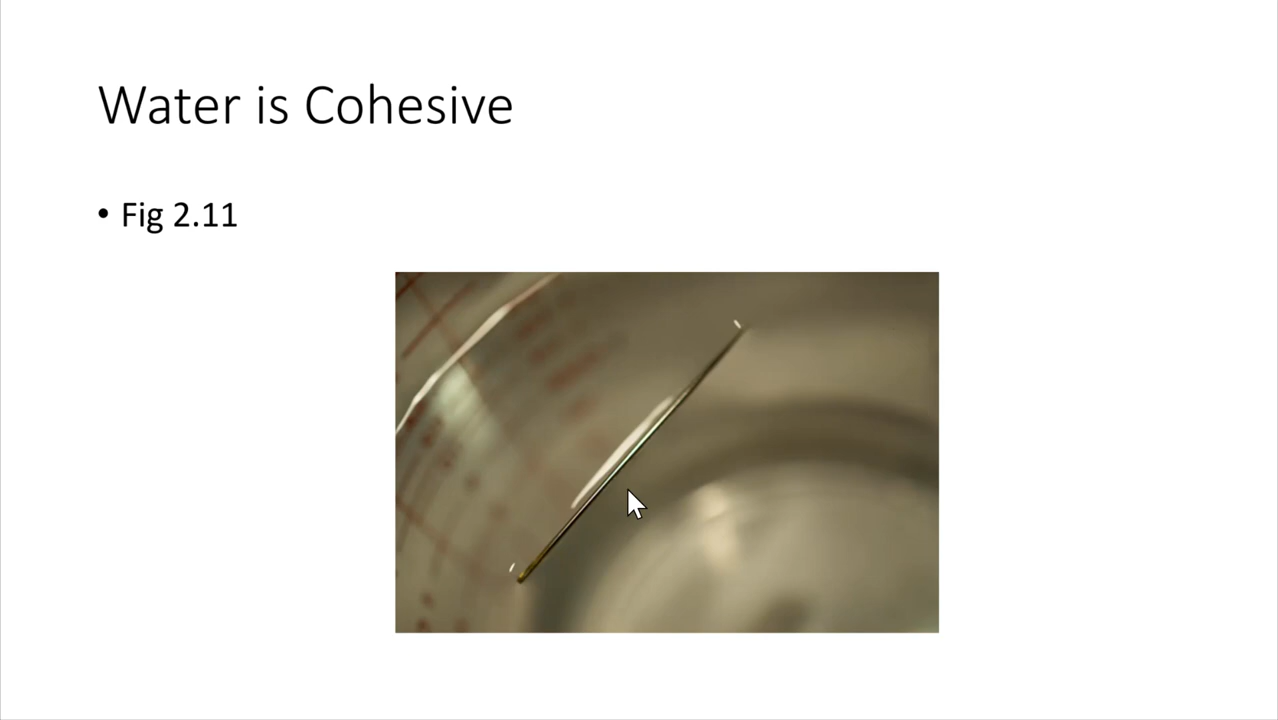 Water is Cohesive
• Fig 2.11